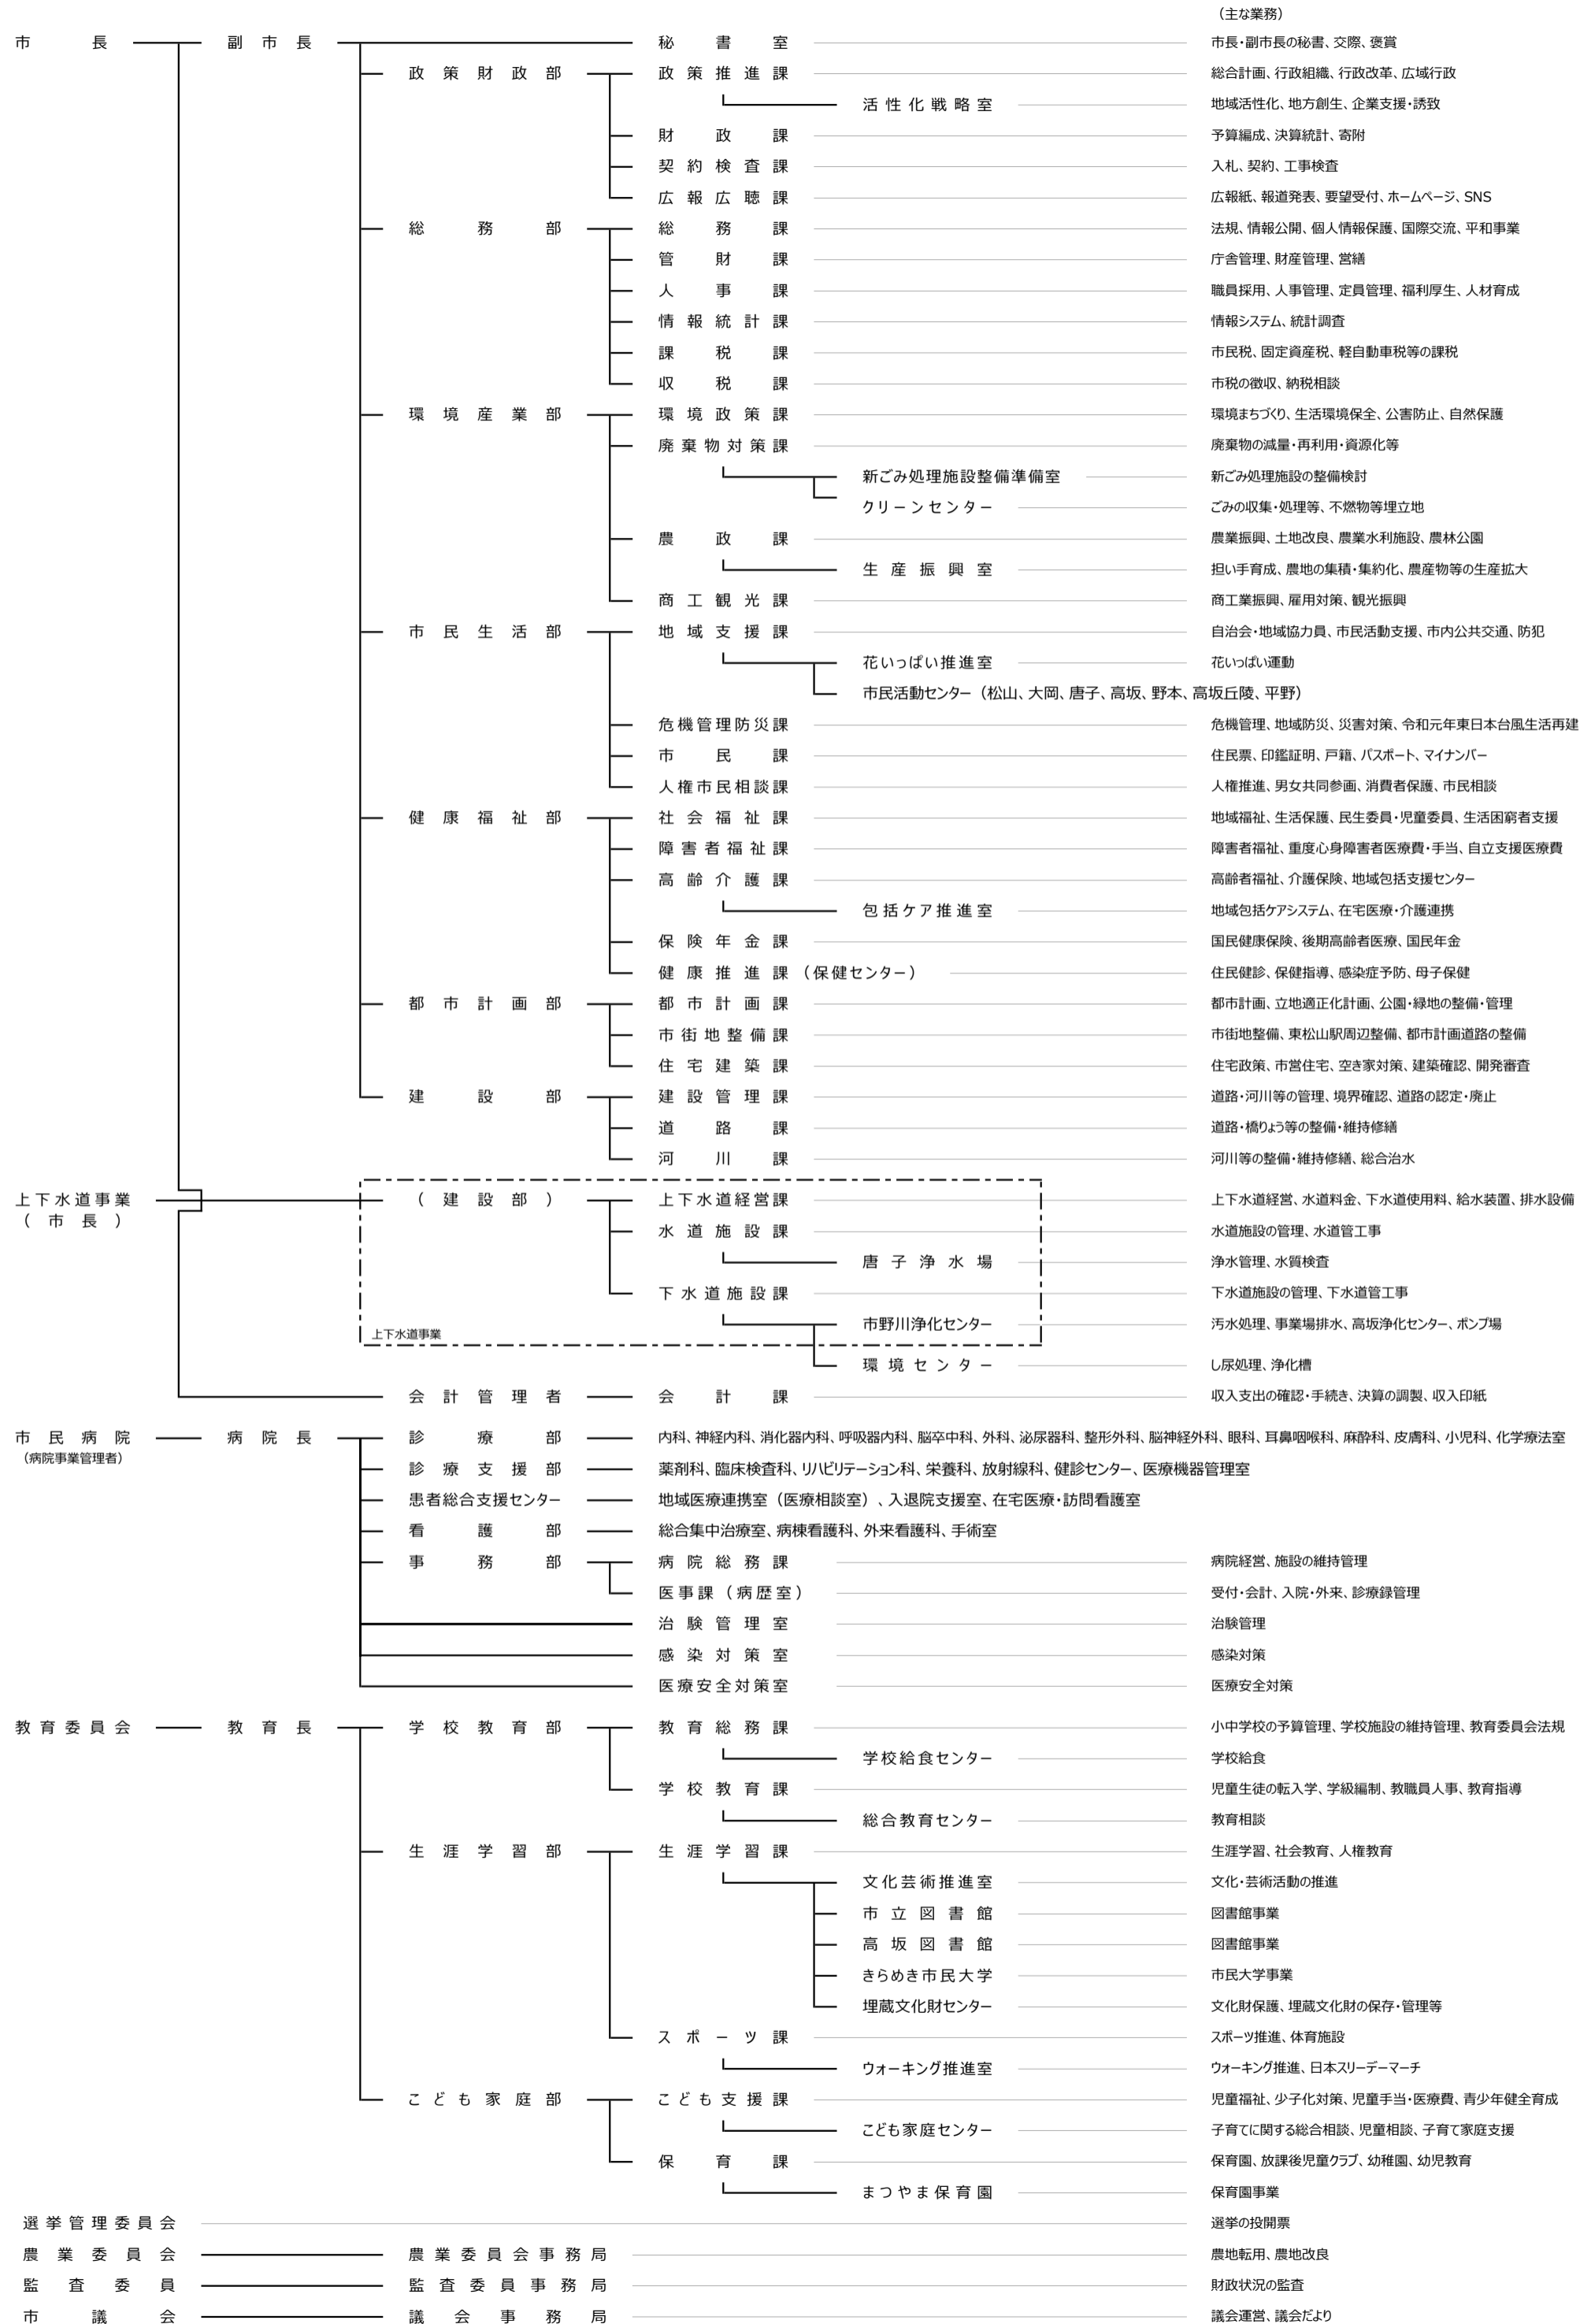 （主な業務）
市長 副市長 秘書室 市長・副市長の秘書、交際、褒賞
政策財政部 政策推進課 総合計画、行政組織、行政改革、広域行政
活性化戦略室 地域活性化、地方創生、企業支援・誘致
財政課 予算編成、決算統計、寄附
契約検査課 入札、契約、工事検査
広報広聴課 広報紙、報道発表、要望受付、ホームページ、SNS
総務部 総務課 法規、情報公開、個人情報保護、国際交流、平和事業
管財課 庁舎管理、財産管理、営繕
人事課 職員採用、人事管理、定員管理、福利厚生、人材育成
情報統計課 情報システム、統計調査
課税課 市民税、固定資産税、軽自動車税等の課税
収税課 市税の徴収、納税相談
環境産業部 環境政策課 環境まちづくり、生活環境保全、公害防止、自然保護
廃棄物対策課 廃棄物の減量・再利用・資源化等
新ごみ処理施設整備準備室 新ごみ処理施設の整備検討
クリーンセンター ごみの収集・処理等、不燃物等埋立地
農政課 農業振興、土地改良、農業水利施設、農林公園
生産振興室 担い手育成、農地の集積・集約化、農産物等の生産拡大
商工観光課 商工業振興、雇用対策、観光振興
市民生活部 地域支援課 自治会・地域協力員、市民活動支援、市内公共交通、防犯
花いっぱい推進室 花いっぱい運動
市民活動センター（松山、大岡、唐子、高坂、野本、高坂丘陵、平野）
危機管理防災課 危機管理、地域防災、災害対策、令和元年東日本台風生活再建
市民課 住民票、印鑑証明、戸籍、パスポート、マイナンバー
人権市民相談課 人権推進、男女共同参画、消費者保護、市民相談
健康福祉部 社会福祉課 地域福祉、生活保護、民生委員・児童委員、生活困窮者支援
障害者福祉課 障害者福祉、重度心身障害者医療費・手当、自立支援医療費
高齢介護課 高齢者福祉、介護保険、地域包括支援センター
包括ケア推進室 地域包括ケアシステム、在宅医療・介護連携
保険年金課 国民健康保険、後期高齢者医療、国民年金
健康推進課（保健センター） 住民健診、保健指導、感染症予防、母子保健
都市計画部 都市計画課 都市計画、立地適正化計画、公園・緑地の整備・管理
市街地整備課 市街地整備、東松山駅周辺整備、都市計画道路の整備
住宅建築課 住宅政策、市営住宅、空き家対策、建築確認、開発審査
建設部 建設管理課 道路・河川等の管理、境界確認、道路の認定・廃止
道路課 道路・橋りょう等の整備・維持修繕
河川課 河川等の整備・維持修繕、総合治水
上下水道事業 （建設部） 上下水道経営課 上下水道経営、水道料金、下水道使用料、給水装置、排水設備
（市長）
水道施設課 水道施設の管理、水道管工事
唐子浄水場 浄水管理、水質検査
下水道施設課 下水道施設の管理、下水道管工事
市野川浄化センター 汚水処理、事業場排水、高坂浄化センター、ポンプ場
上下水道事業
環境センター し尿処理、浄化槽
会計管理者 会計課 収入支出の確認・手続き、決算の調製、収入印紙
市民病院 病院長 診療部 内科、神経内科、消化器内科、呼吸器内科、脳卒中科、外科、泌尿器科、整形外科、脳神経外科、眼科、耳鼻咽喉科、麻酔科、皮膚科、小児科、化学療法室
（病院事業管理者）
診療支援部 薬剤科、臨床検査科、リハビリテーション科、栄養科、放射線科、健診センター、医療機器管理室
患者総合支援センター 地域医療連携室（医療相談室）、入退院支援室、在宅医療・訪問看護室
看護部 総合集中治療室、病棟看護科、外来看護科、手術室
事務部 病院総務課 病院経営、施設の維持管理
医事課（病歴室） 受付・会計、入院・外来、診療録管理
治験管理室 治験管理
感染対策室 感染対策
医療安全対策室 医療安全対策
教育委員会 教育長 学校教育部 教育総務課 小中学校の予算管理、学校施設の維持管理、教育委員会法規
学校給食センター 学校給食
学校教育課 児童生徒の転入学、学級編制、教職員人事、教育指導
総合教育センター 教育相談
生涯学習部 生涯学習課 生涯学習、社会教育、人権教育
文化芸術推進室 文化・芸術活動の推進
市立図書館 図書館事業
高坂図書館 図書館事業
きらめき市民大学 市民大学事業
埋蔵文化財センター 文化財保護、埋蔵文化財の保存・管理等
スポーツ課 スポーツ推進、体育施設
ウォーキング推進室 ウォーキング推進、日本スリーデーマーチ
こども家庭部 こども支援課 児童福祉、少子化対策、児童手当・医療費、青少年健全育成
こども家庭センター 子育てに関する総合相談、児童相談、子育て家庭支援
保育課 保育園、放課後児童クラブ、幼稚園、幼児教育
まつやま保育園 保育園事業
選挙管理委員会 選挙の投開票
農業委員会 農業委員会事務局 農地転用、農地改良
監査委員 監査委員事務局 財政状況の監査
市議会 議会事務局 議会運営、議会だより